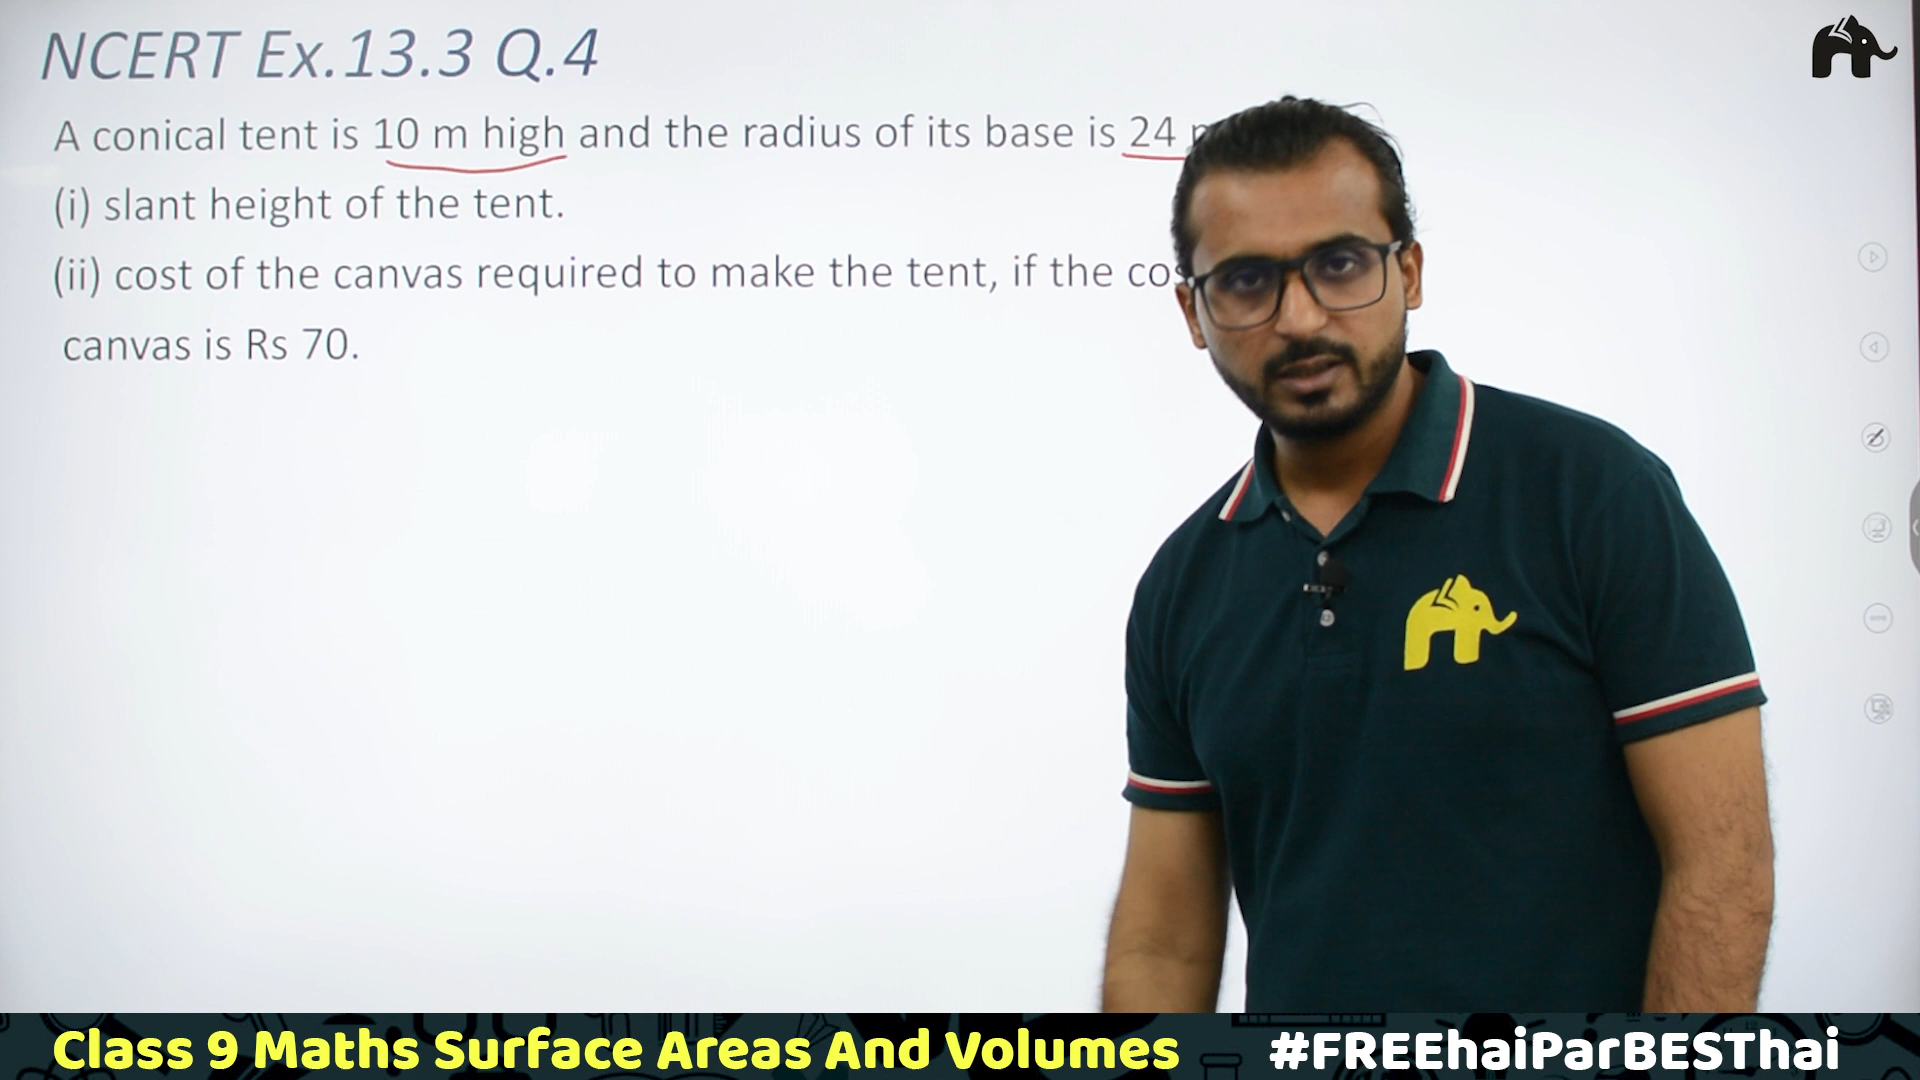 NCERT Ex.13.3 Q.4
A conical tent is 10 m high and the radius of its base is 24
(i) slant height of the tent.
(ii) cost of the canvas required to make the tent, if the
canvas is Rs 70.
Class 9 Maths Surface Areas And Volumes
#FREEhaiParBESThai